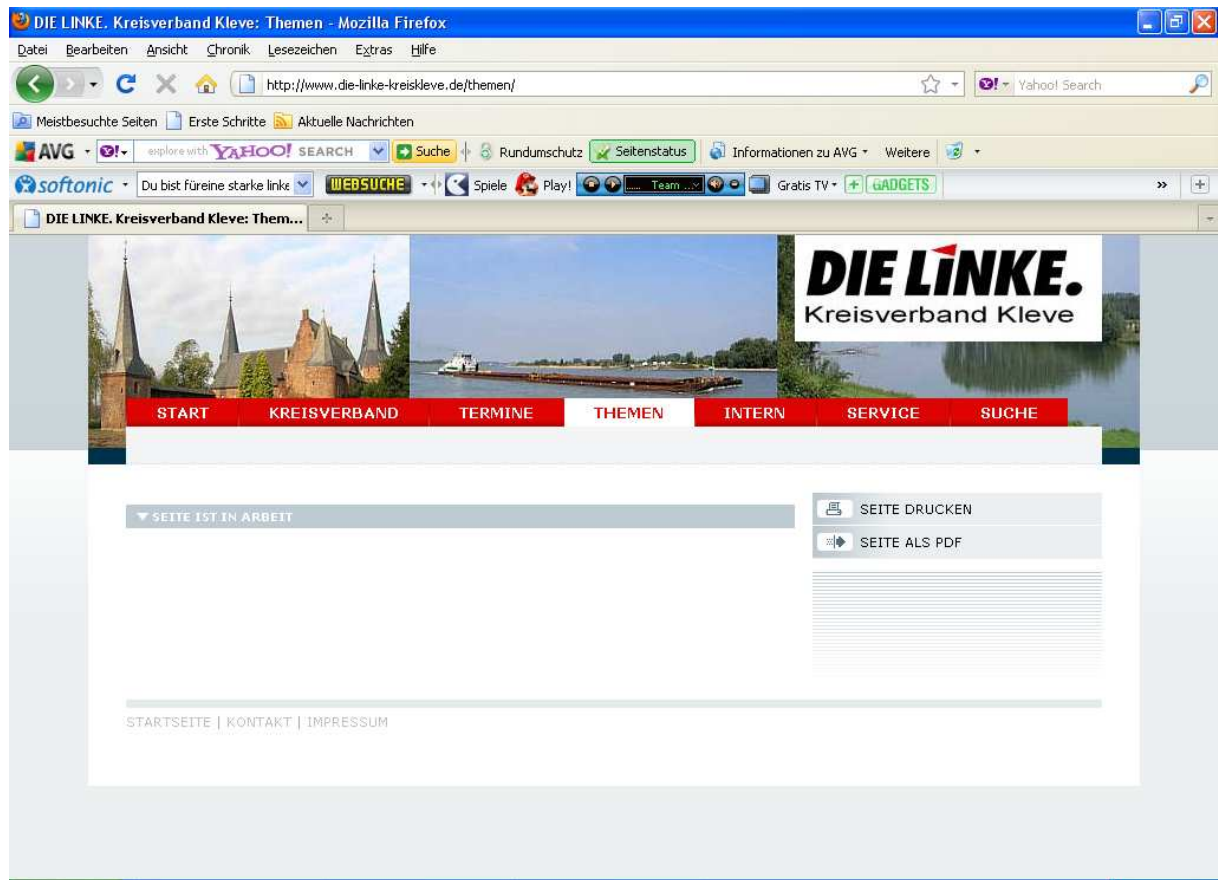 DIE LINKE. Kreisverband Kleve: Themen - Mozilla Firefox
Datei Bearbeiten Ansicht Chronik Lesezeichen Extras Hilfe
http://www.die-linke-kreiskleve.de/themen/ Yahoo! Search
Meistbesuchte Seiten Erste Schritte Aktuelle Nachrichten
AVG explore with YAHOO! SEARCH Suche Rundumschutz Seitenstatus Informationen zu AVG Weitere
softonic Du bist füreine starke linke WEBSUCHE Spiele Play! Team ... Gratis TV GADGETS »
DIE LINKE. Kreisverband Kleve: Them...
DIE LINKE.
Kreisverband Kleve
START KREISVERBAND TERMINE THEMEN INTERN SERVICE SUCHE
SEITE IST IN ARBEIT
SEITE DRUCKEN
SEITE ALS PDF
STARTSEITE | KONTAKT | IMPRESSUM